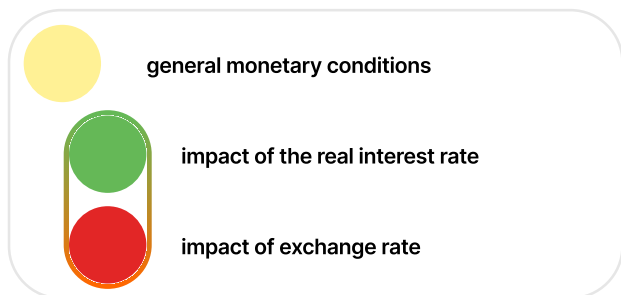 general monetary conditions
impact of the real interest rate
impact of exchange rate